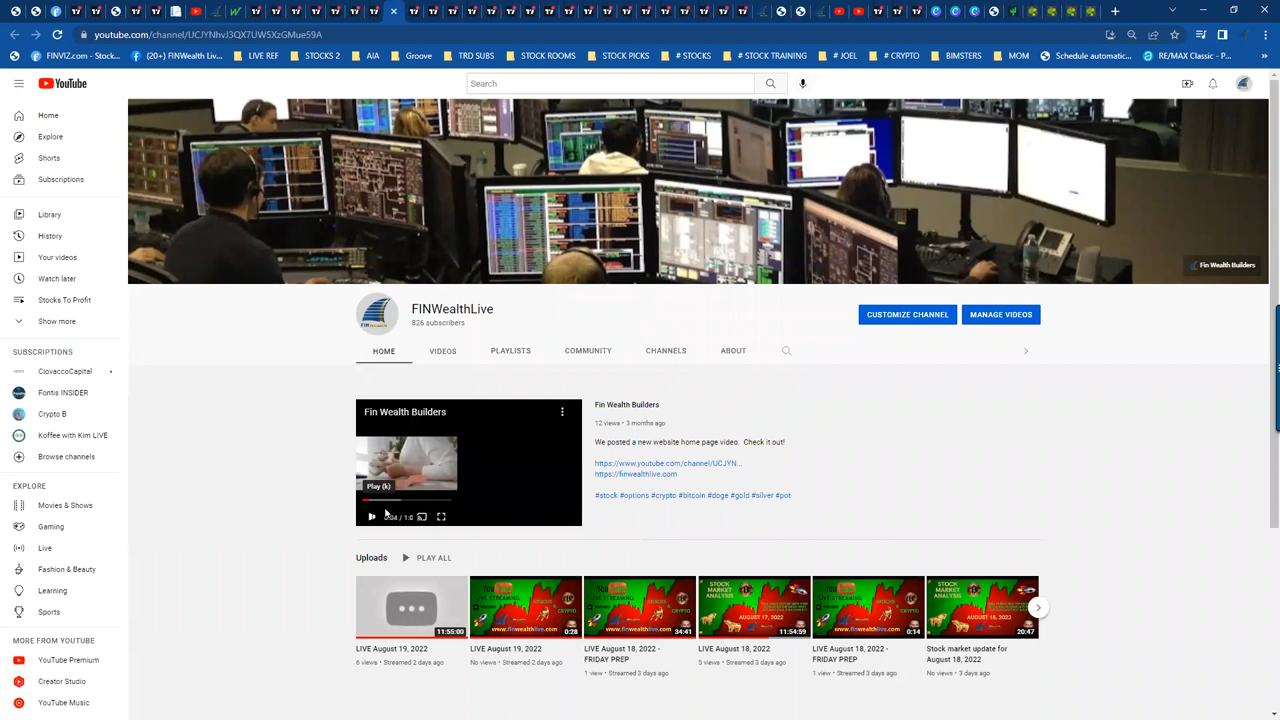 youtube.com/channel/UCJYNhvJ3QX7UW5XzGMue59A
FINVIZ.com - Stock...
(20+) FINWealth Liv...
LIVE REF
STOCKS 2
AIA
Groove
TRD SUBS
STOCK ROOMS
STOCK PICKS
# STOCKS
# STOCK TRAINING
# JOEL
# CRYPTO
BIMSTERS
MOM
Schedule automatic...
RE/MAX Classic - P...
YouTube
Search
Home
Explore
Shorts
Subscriptions
Library
History
Your videos
Watch later
Stocks To Profit
Show more
SUBSCRIPTIONS
CiovaccoCapital
Fontis INSIDER
Crypto B
Koffee with Kim LIVE
Browse channels
EXPLORE
Movies & Shows
Gaming
Live
Fashion & Beauty
Learning
Sports
MORE FROM YOUTUBE
YouTube Premium
Creator Studio
YouTube Music
Fin Wealth Builders
FINWealthLive
826 subscribers
CUSTOMIZE CHANNEL
MANAGE VIDEOS
HOME
VIDEOS
PLAYLISTS
COMMUNITY
CHANNELS
ABOUT
Fin Wealth Builders
Play (k)
Fin Wealth Builders
12 views • 3 months ago
We posted a new website home page video. Check it out!
https://www.youtube.com/channel/UCJYN...
https://finwealthlive.com
#stock #options #crypto #bitcoin #doge #gold #silver #pot
Uploads
PLAY ALL
11:55:00
LIVE August 19, 2022
6 views • Streamed 2 days ago
www.finwealthlive.com
0:28
LIVE August 19, 2022
No views • Streamed 2 days ago
www.finwealthlive.com
34:41
LIVE August 18, 2022 -
FRIDAY PREP
1 view • Streamed 3 days ago
STOCK
MARKET
ANALYSIS
AUGUST 17, 2022
11:54:59
LIVE August 18, 2022
5 views • Streamed 3 days ago
www.finwealthlive.com
0:14
LIVE August 18, 2022 -
FRIDAY PREP
1 view • Streamed 3 days ago
STOCK
MARKET
ANALYSIS
20:47
Stock market update for
August 18, 2022
No views • 3 days ago